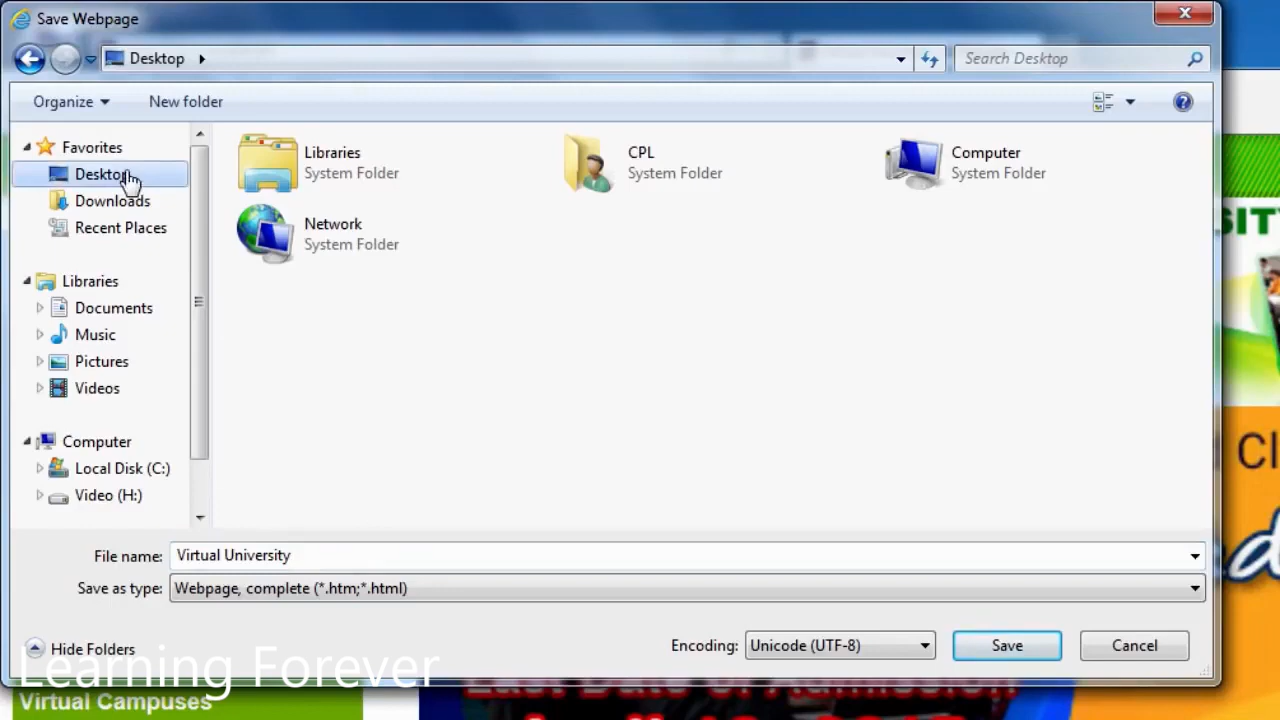 Save Webpage
Desktop
Search Desktop
Organize
New folder
Favorites
Desktop
Downloads
Recent Places
Libraries
Documents
Music
Pictures
Videos
Computer
Local Disk (C:)
Video (H:)
Libraries
System Folder
CPL
System Folder
Computer
System Folder
Network
System Folder
File name: Virtual University
Save as type: Webpage, complete (*.htm;*.html)
Hide Folders
Encoding: Unicode (UTF-8)
Save
Cancel
Learning Forever
Virtual Campuses